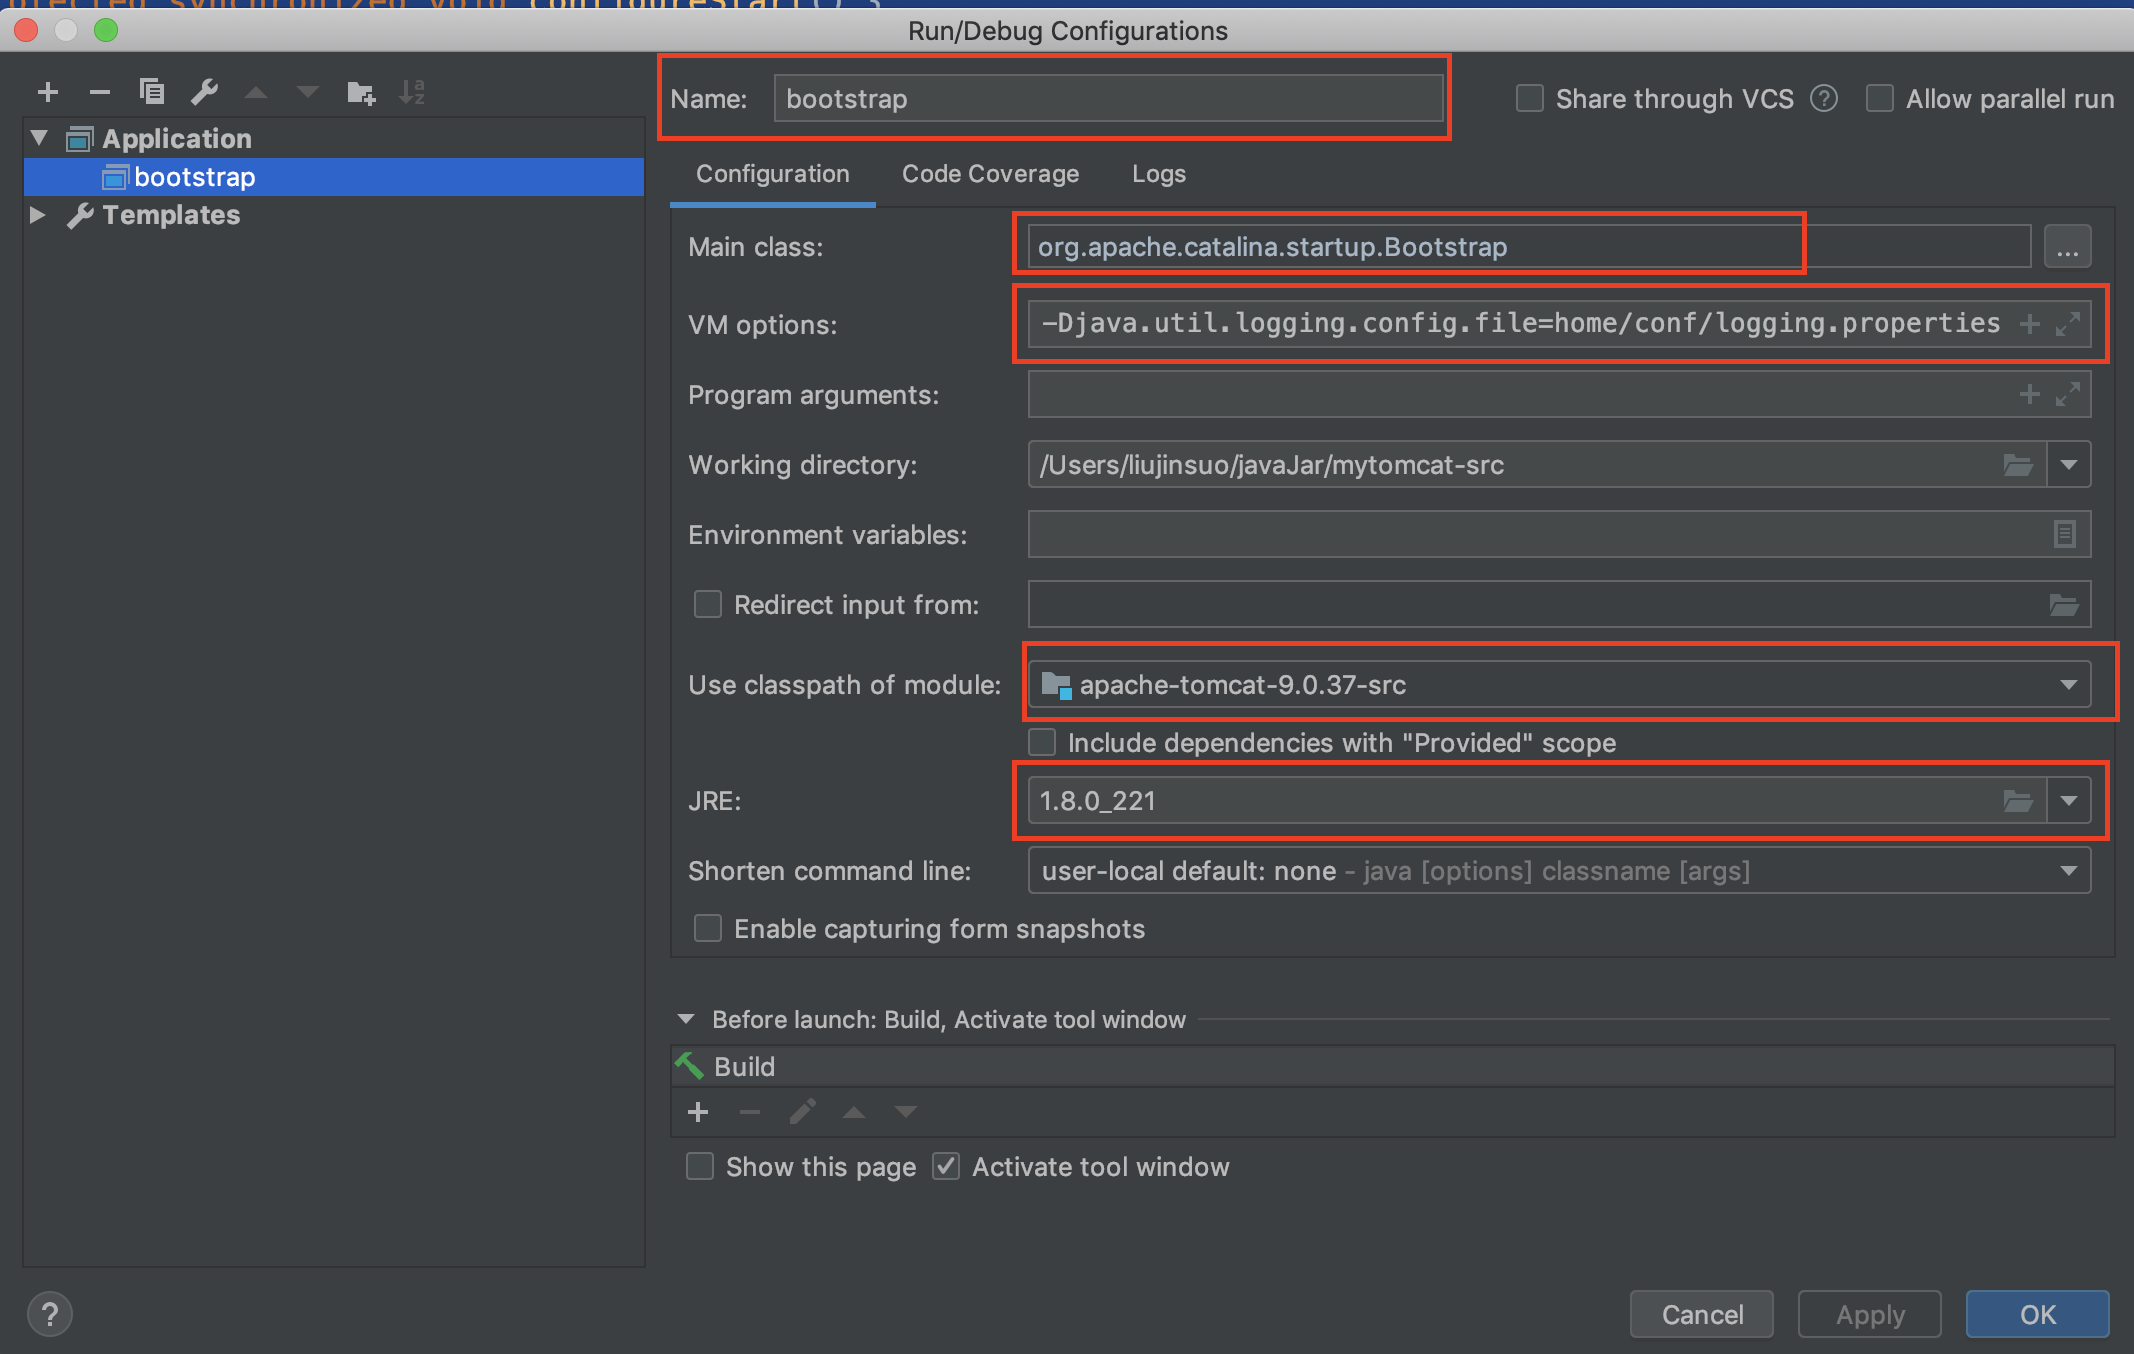 otected synchronized void configureStart() {
Run/Debug Configurations
Name: bootstrap
Share through VCS ?
Allow parallel run
Application
bootstrap
Templates
Configuration Code Coverage Logs
Main class: org.apache.catalina.startup.Bootstrap ...
VM options: -Djava.util.logging.config.file=home/conf/logging.properties
Program arguments:
Working directory: /Users/liujinsuo/javaJar/mytomcat-src
Environment variables:
Redirect input from:
Use classpath of module: apache-tomcat-9.0.37-src
Include dependencies with "Provided" scope
JRE: 1.8.0_221
Shorten command line: user-local default: none - java [options] classname [args]
Enable capturing form snapshots
Before launch: Build, Activate tool window
Build
Show this page Activate tool window
? Cancel Apply OK